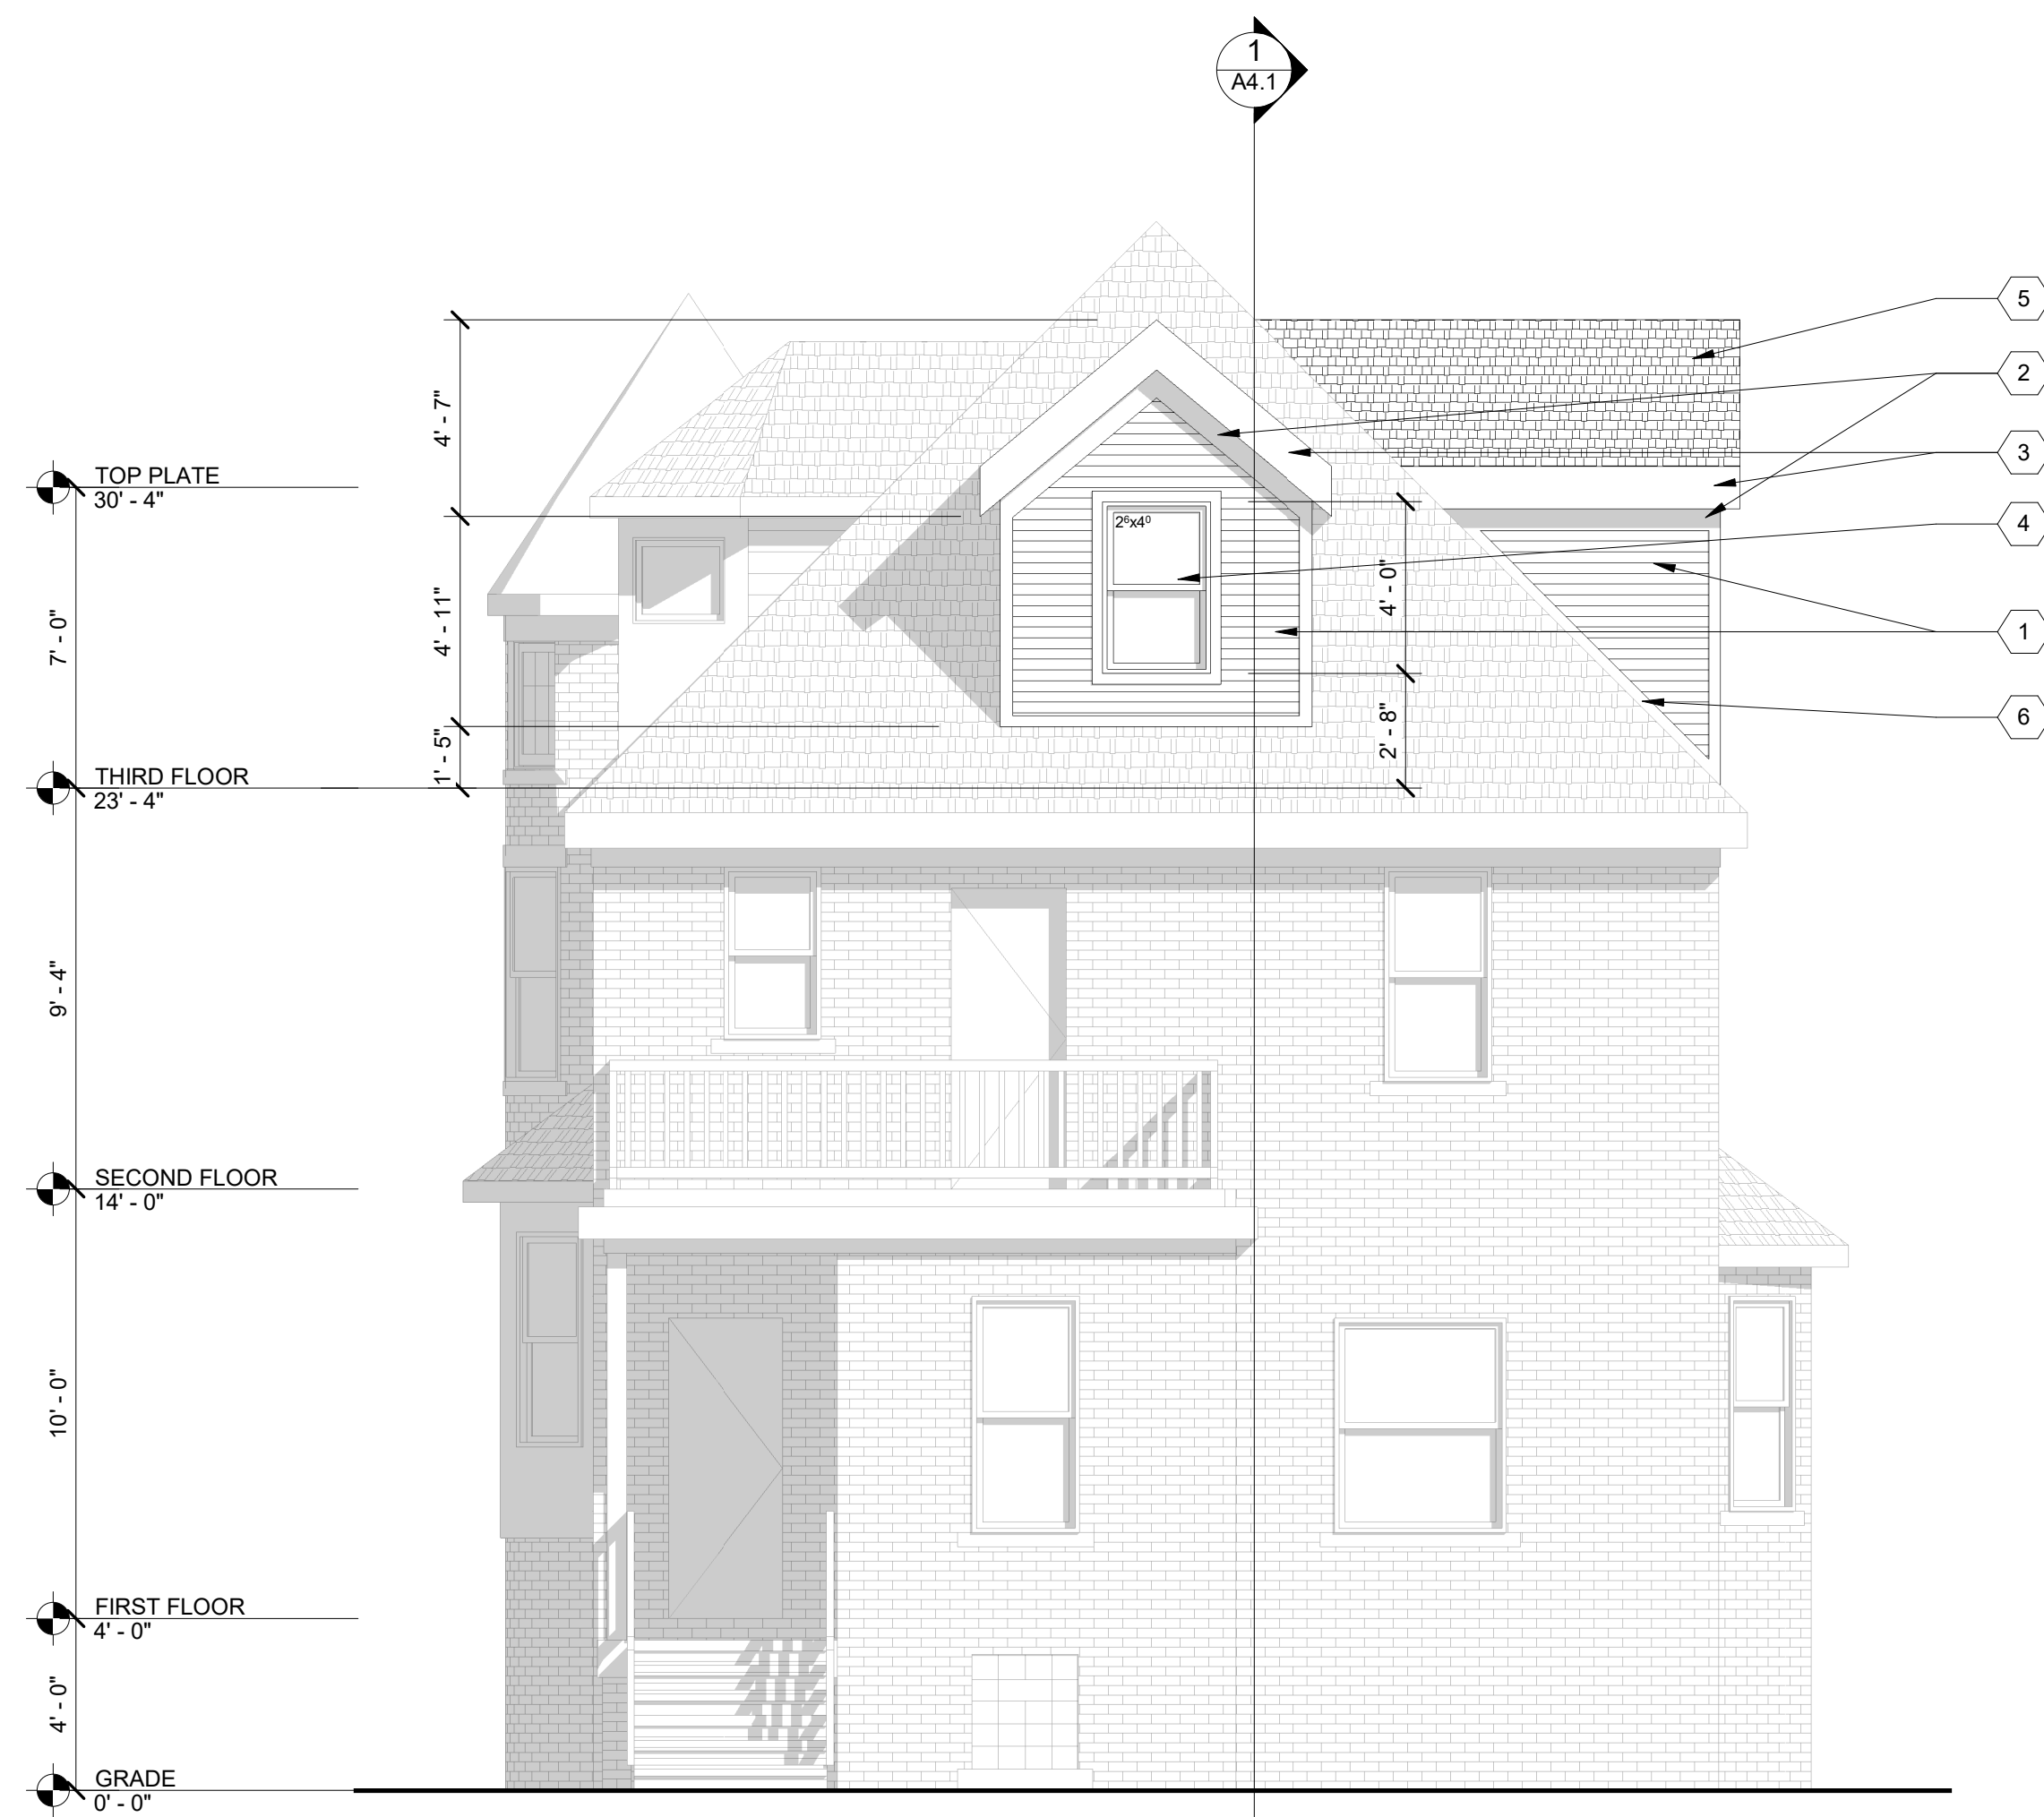 1
A4.1
5
2
3
4
1
6
4' - 7"
4' - 11"
1' - 5"
2⁶x4⁰
4' - 0"
2' - 8"
TOP PLATE
30' - 4"
7' - 0"
THIRD FLOOR
23' - 4"
9' - 4"
SECOND FLOOR
14' - 0"
10' - 0"
FIRST FLOOR
4' - 0"
4' - 0"
GRADE
0' - 0"